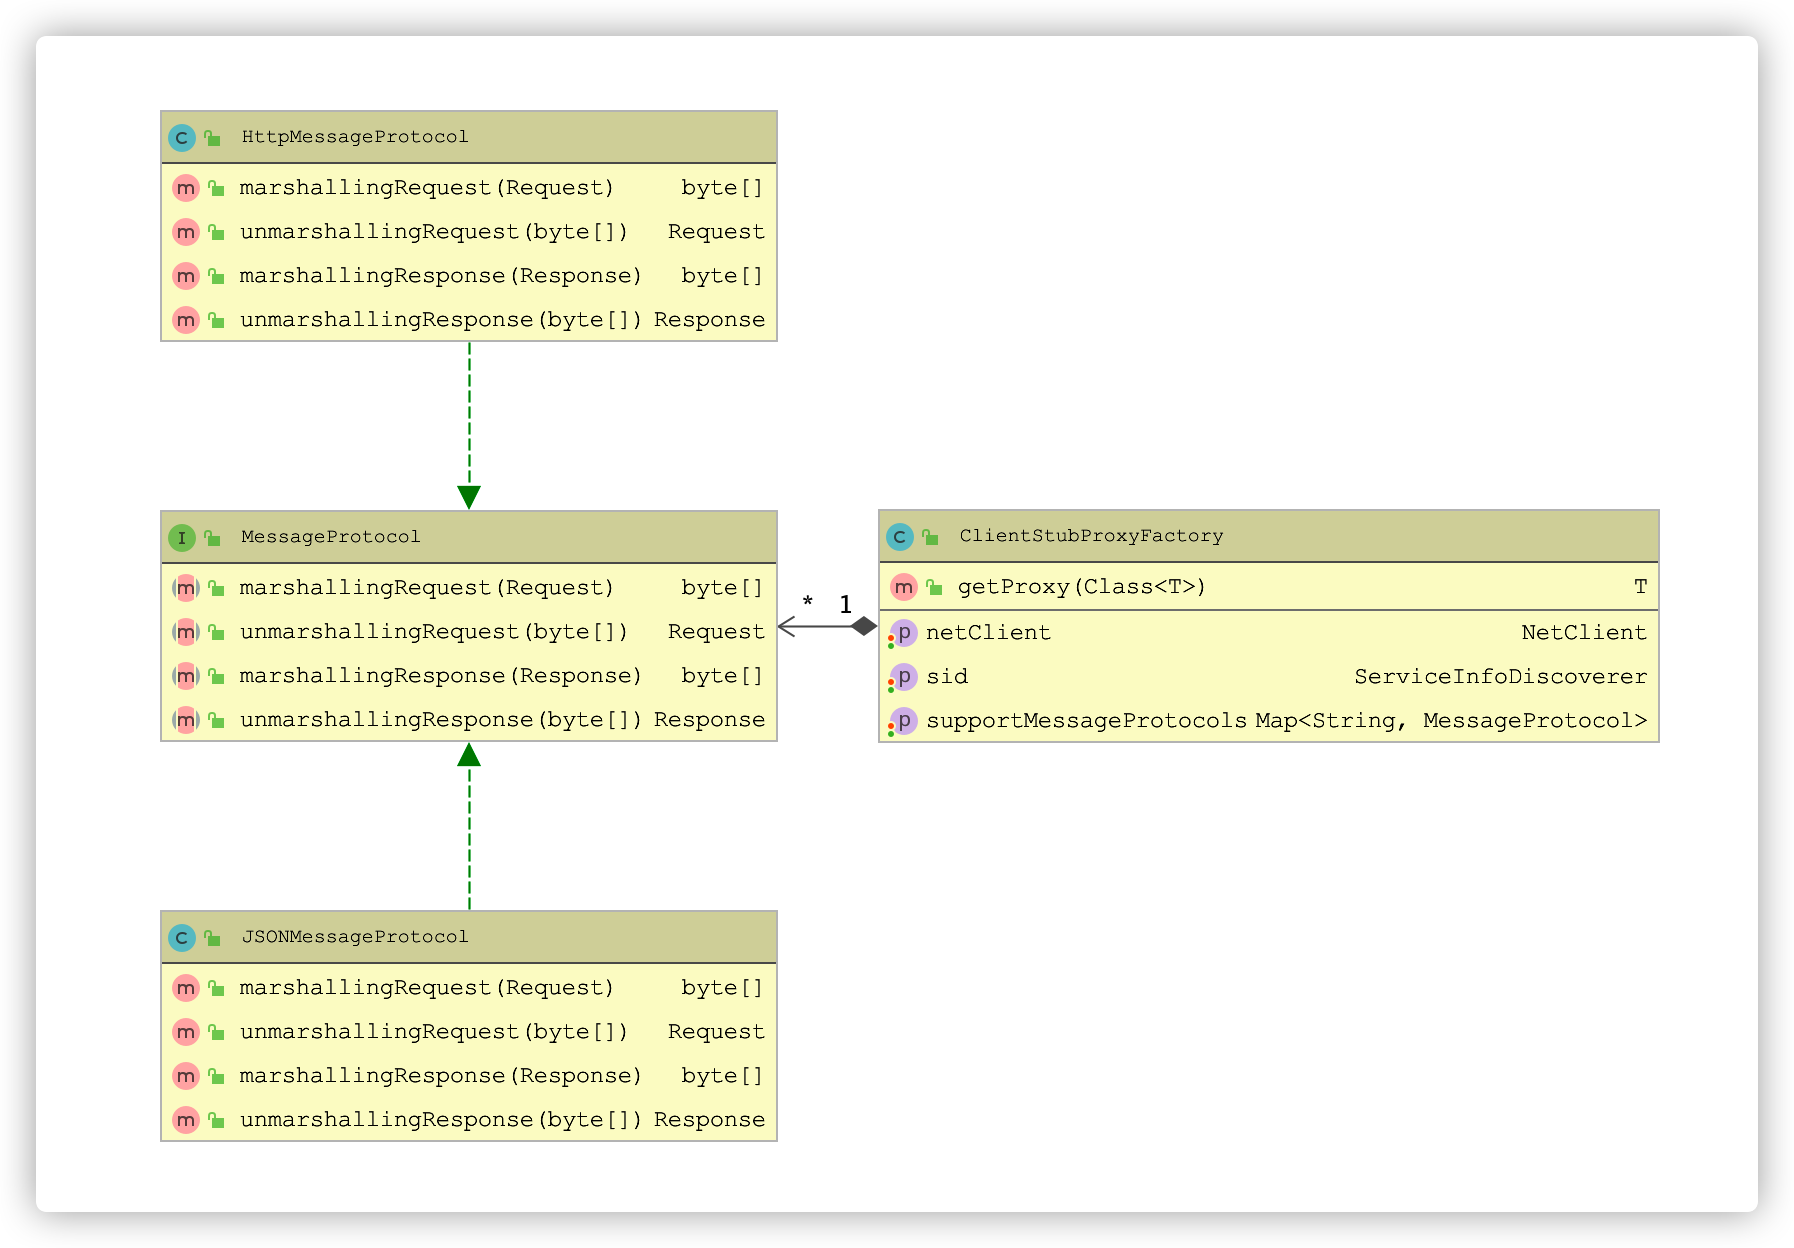 C HttpMessageProtocol
m marshallingRequest(Request) byte[]
m unmarshallingRequest(byte[]) Request
m marshallingResponse(Response) byte[]
m unmarshallingResponse(byte[]) Response
I MessageProtocol
m marshallingRequest(Request) byte[]
m unmarshallingRequest(byte[]) Request
m marshallingResponse(Response) byte[]
m unmarshallingResponse(byte[]) Response
* 1
C ClientStubProxyFactory
m getProxy(Class<T>) T
p netClient NetClient
p sid ServiceInfoDiscoverer
p supportMessageProtocols Map<String, MessageProtocol>
C JSONMessageProtocol
m marshallingRequest(Request) byte[]
m unmarshallingRequest(byte[]) Request
m marshallingResponse(Response) byte[]
m unmarshallingResponse(byte[]) Response